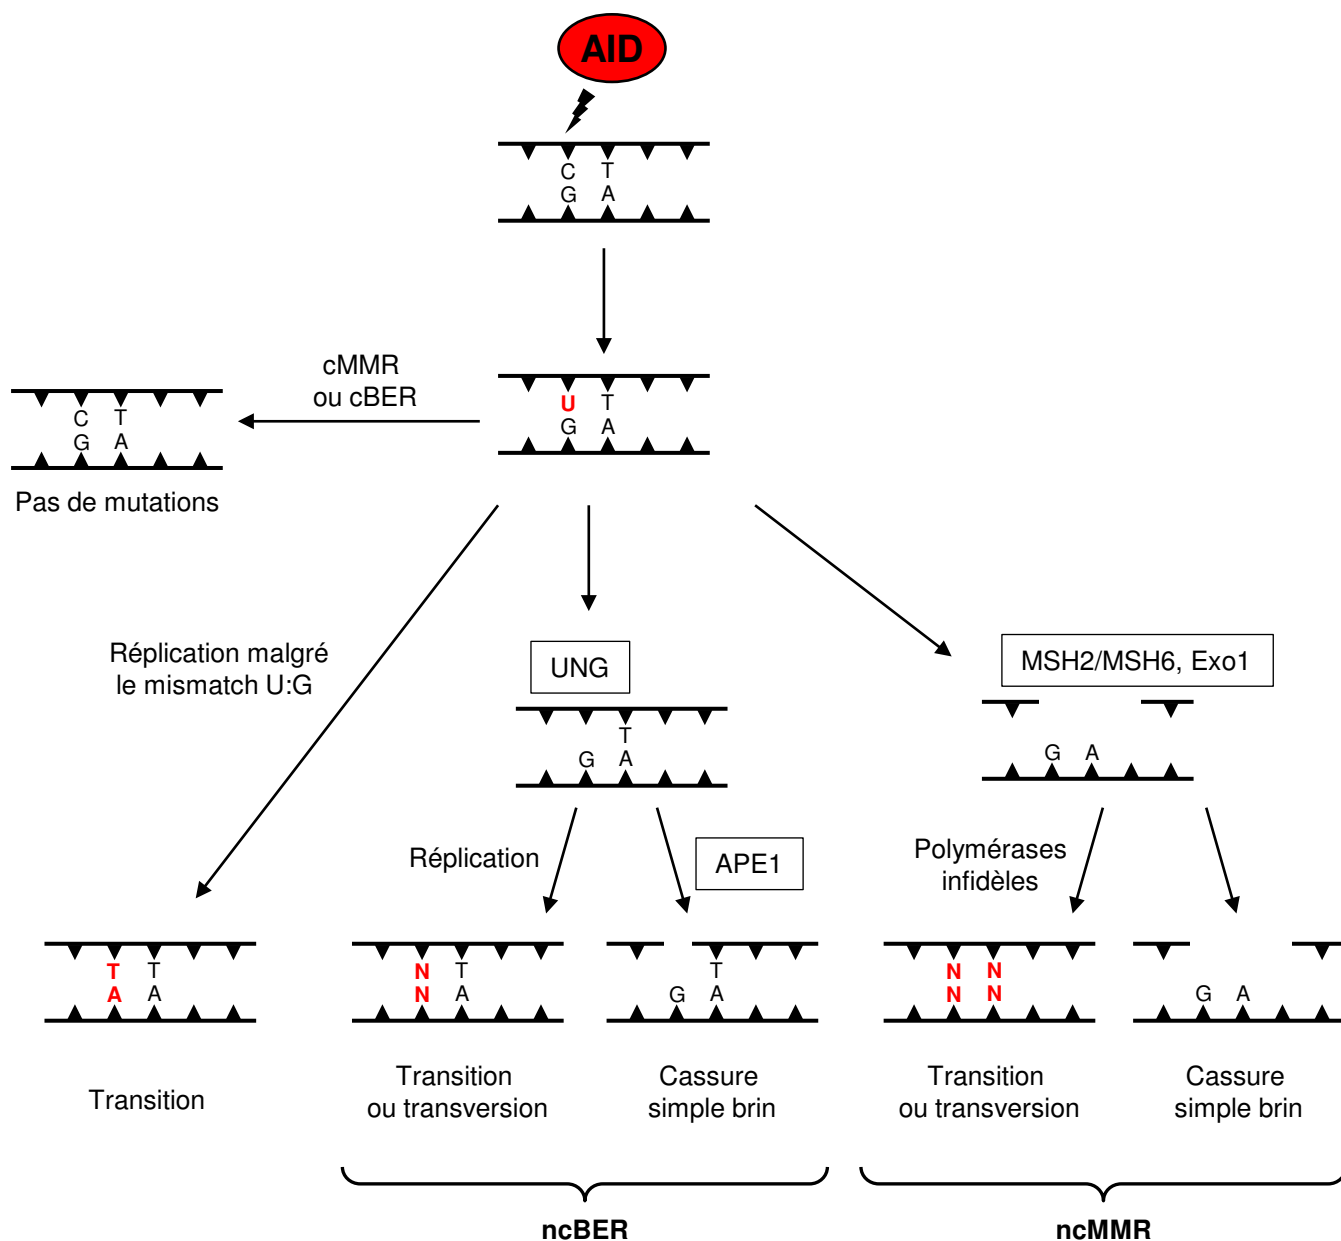 AID
C T
G A
cMMR
ou cBER
U T
G A
C T
G A
Pas de mutations
Réplication malgré
le mismatch U:G
UNG
MSH2/MSH6, Exo1
T
G A
G A
Réplication
APE1
Polymérases
infidèles
T T
A A
N T
N A
T
G A
N N
N N
G A
Transition
Transition
ou transversion
Cassure
simple brin
Transition
ou transversion
Cassure
simple brin
ncBER
ncMMR